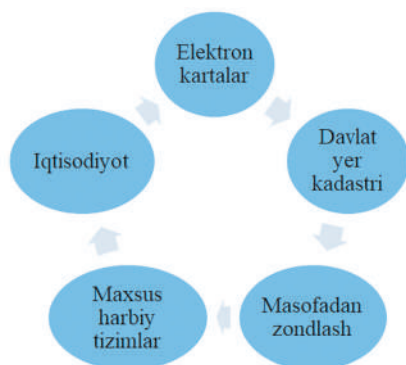 Elektron
kartalar
Davlat
yer
kadastri
Masofadan
zondlash
Maxsus
harbiy
tizimlar
Iqtisodiyot